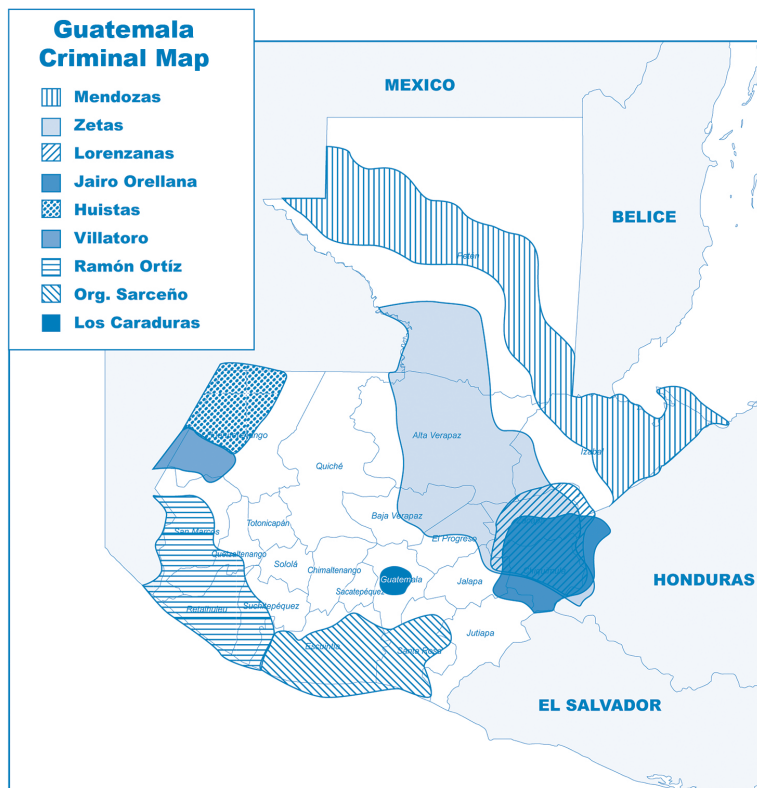 Guatemala
Criminal Map
Mendozas
Zetas
Lorenzanas
Jairo Orellana
Huistas
Villatoro
Ramón Ortíz
Org. Sarceño
Los Caraduras
MEXICO
BELICE
Peten
Alta Verapaz
Izabal
Quiché
Baja Verapaz
Totonicapán
San Marcos
El Progreso
Quetzaltenango
Sololá
Chimaltenango
Guatemala
Jalapa
HONDURAS
Sacatepéquez
Retalhuleu
Suchitepéquez
Jutiapa
Escuintla
Santa Rosa
EL SALVADOR